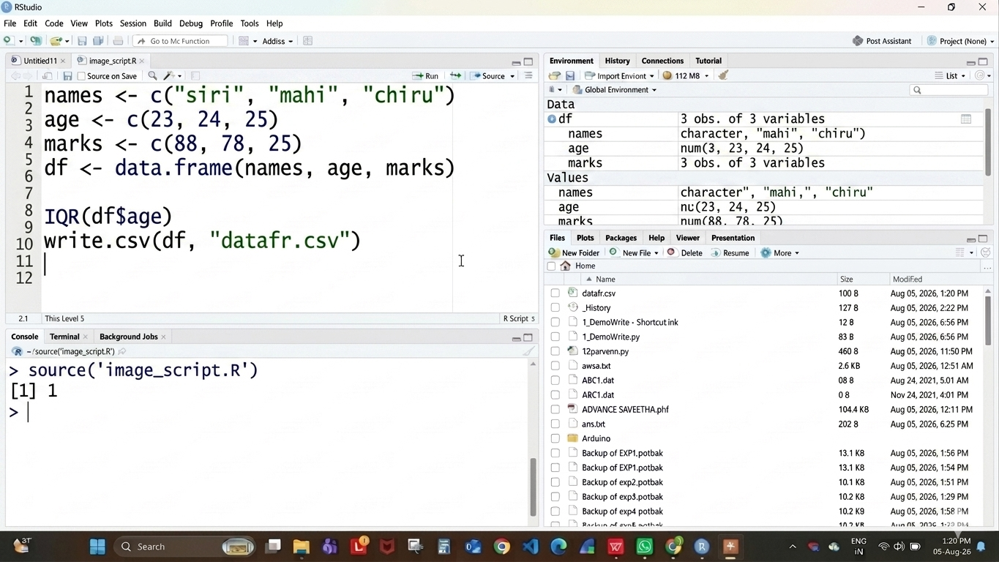 RStudio
File Edit Code View Plots Session Build Debug Profile Tools Help
Go to Mc Function Addiss Post Assistant Project (None)
Untitled11 image_script.R
Source on Save Run Source
1 names <- c("siri", "mahi", "chiru")
2
3 age <- c(23, 24, 25)
4 marks <- c(88, 78, 25)
5
6 df <- data.frame(names, age, marks)
7
8 IQR(df$age)
9
10 write.csv(df, "datafr.csv")
11
12
2.1 This Level 5 R Script
Console Terminal Background Jobs
~/source('image_script.R')
> source('image_script.R')
[1] 1
>
Environment History Connections Tutorial
Import Enviont 112 M8 List
Global Environment
Data
df 3 obs. of 3 variables
names character, "mahi", "chiru")
age num(3, 23, 24, 25)
marks 3 obs. of 3 variables
Values
names character", "mahi,", "chiru"
age nc(23, 24, 25)
marks num(88, 78, 25)
Files Plots Packages Help Viewer Presentation
New Folder New File Delete Resume More
Home ...
Name Size Modif.ed
datafr.csv 100 B Aug 05, 2026, 1:20 PM
_History 127 B Aug 05, 2026, 2:22 PM
1_DemoWrite - Shortcut ink 12 B Aug 05, 2026, 6:56 PM
1_DemoWrite.py 83 B Aug 05, 2026, 6:56 PM
12parvenn.py 460 8 Aug 05, 2026, 11:50 PM
awsa.txt 2.6 KB Aug 05, 2026, 12:51 AM
ABC1.dat 08 8 Aug 24, 2021, 5.01 AM
ARC1.dat 0 8 Nov 24, 2021, 4:01 PM
ADVANCE SAVEETHA.phf 104.4 K8 Aug 05, 2026, 12:11 PM
ans.txt 202 8 Aug 05, 2026, 6.25 PM
Arduino
Backup of EXP1.potbak 13.1 K8 Aug 05, 2026, 1:56 PM
Backup of EXP1.potbak 13.1 K8 Aug 05, 2026, 1:54 PM
Backup of exp2.potbak 10.1 K8 Aug 05, 2026, 1:51 PM
Backup of exp3.potbak 10.2 K8 Aug 05, 2026, 1:29 PM
Backup of exp4 potbak 10.2 K9 Aug 05, 2026, 1:58 PM
3T Search ENG 1:20 PM
IN 05-Aug-26